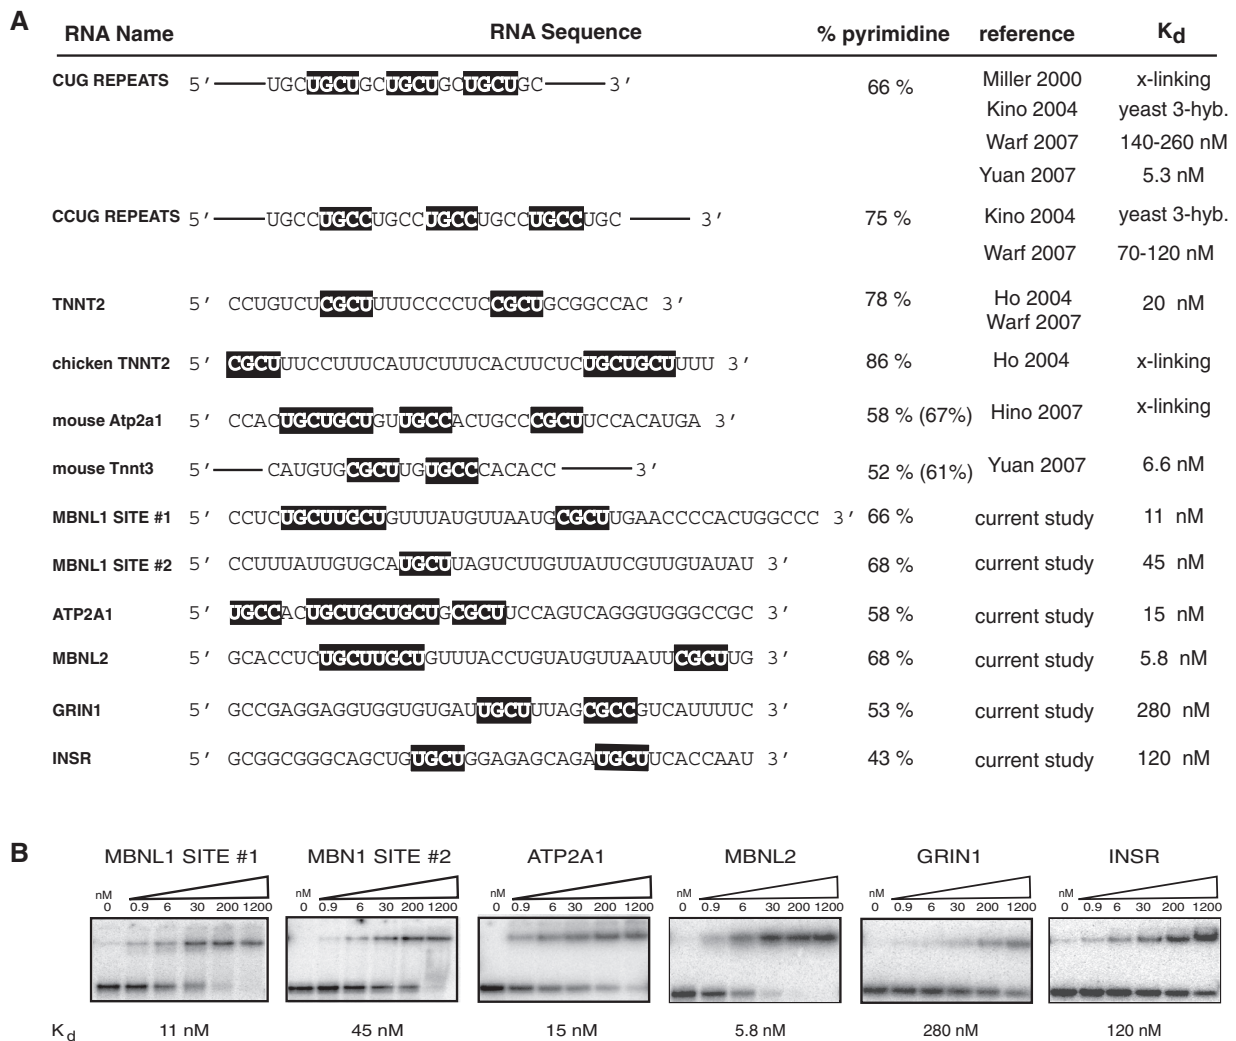 A
RNA Name RNA Sequence % pyrimidine reference Kd
CUG REPEATS 5′ UGCUGCUGCUGCUGCUGCUGC 3′ 66 % Miller 2000 x-linking
Kino 2004 yeast 3-hyb.
Warf 2007 140-260 nM
Yuan 2007 5.3 nM
CCUG REPEATS 5′ UGCCUGCCUGCCUGCCUGCCUGCCUGC 3′ 75 % Kino 2004 yeast 3-hyb.
Warf 2007 70-120 nM
TNNT2 5′ CCUGUCUCGCUUUUCCCCUCCGCUGCGGCCAC 3′ 78 % Ho 2004 20 nM
Warf 2007
chicken TNNT2 5′ CGCUUUCCUUUCAUUCUUUCACUUCUCUGCUGCUUUU 3′ 86 % Ho 2004 x-linking
mouse Atp2a1 5′ CCACUGCUGCUGUUGCCACUGCCCGCUUCCACAUGA 3′ 58 % (67%) Hino 2007 x-linking
mouse Tnnt3 5′ CAUGUGCGCUUGUGCCCACACC 3′ 52 % (61%) Yuan 2007 6.6 nM
MBNL1 SITE #1 5′ CCUCUGCUUGCUGUUUAUGUUAAUGCGCUUGAACCCCACUGGCCC 3′ 66 % current study 11 nM
MBNL1 SITE #2 5′ CCUUUAUUGUGCAUGCUUAGUCUUGUUAUUCGUUGUAUAU 3′ 68 % current study 45 nM
ATP2A1 5′ UGCCACUGCUGCUGCUGCGCUUCCAGUCAGGGUGGGCCGC 3′ 58 % current study 15 nM
MBNL2 5′ GCACCUCUGCUUGCUGUUUACCUGUAUGUUAAUUCGCUUG 3′ 68 % current study 5.8 nM
GRIN1 5′ GCCGAGGAGGUGGUGUGAUUGCUUUAGCGCCGUCAUUUUC 3′ 53 % current study 280 nM
INSR 5′ GCGGCGGGCAGCUGUGCUGGAGAGCAGAUGCUUCACCAAU 3′ 43 % current study 120 nM
B
MBNL1 SITE #1 MBN1 SITE #2 ATP2A1 MBNL2 GRIN1 INSR
nM nM nM nM nM nM
0 0.9 6 30 200 1200 0 0.9 6 30 200 1200 0 0.9 6 30 200 1200 0 0.9 6 30 200 1200 0 0.9 6 30 200 1200 0 0.9 6 30 200 1200
Kd 11 nM 45 nM 15 nM 5.8 nM 280 nM 120 nM